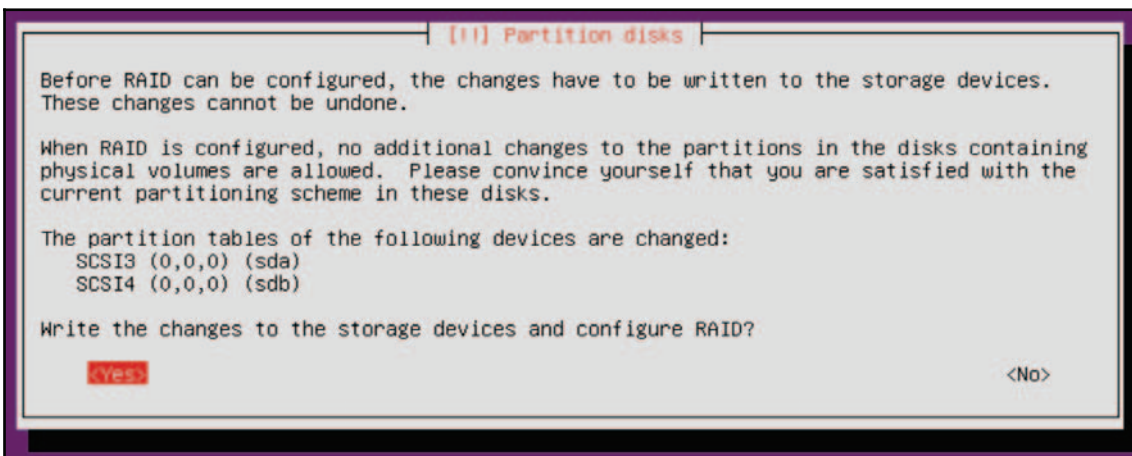 [!!] Partition disks
Before RAID can be configured, the changes have to be written to the storage devices.
These changes cannot be undone.
When RAID is configured, no additional changes to the partitions in the disks containing
physical volumes are allowed.  Please convince yourself that you are satisfied with the
current partitioning scheme in these disks.
The partition tables of the following devices are changed:
SCSI3 (0,0,0) (sda)
SCSI4 (0,0,0) (sdb)
Write the changes to the storage devices and configure RAID?
<Yes> <No>